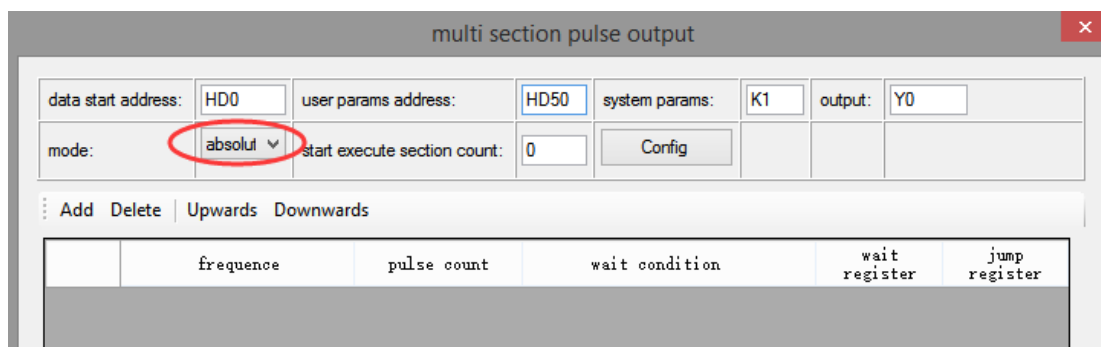 multi section pulse output
data start address: HD0 user params address: HD50 system params: K1 output: Y0
mode: absolut start execute section count: 0 Config
Add Delete Upwards Downwards
frequence pulse count wait condition wait register jump register